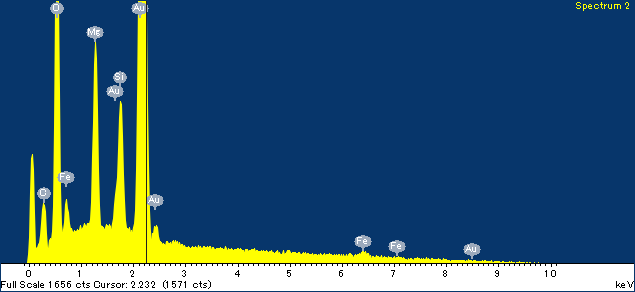 Spectrum 2
O
Au
Mg
Si
Au
Fe
C
Au
Fe
Fe
Au
0 1 2 3 4 5 6 7 8 9 10
Full Scale 1656 cts Cursor: 2.232 (1571 cts) keV